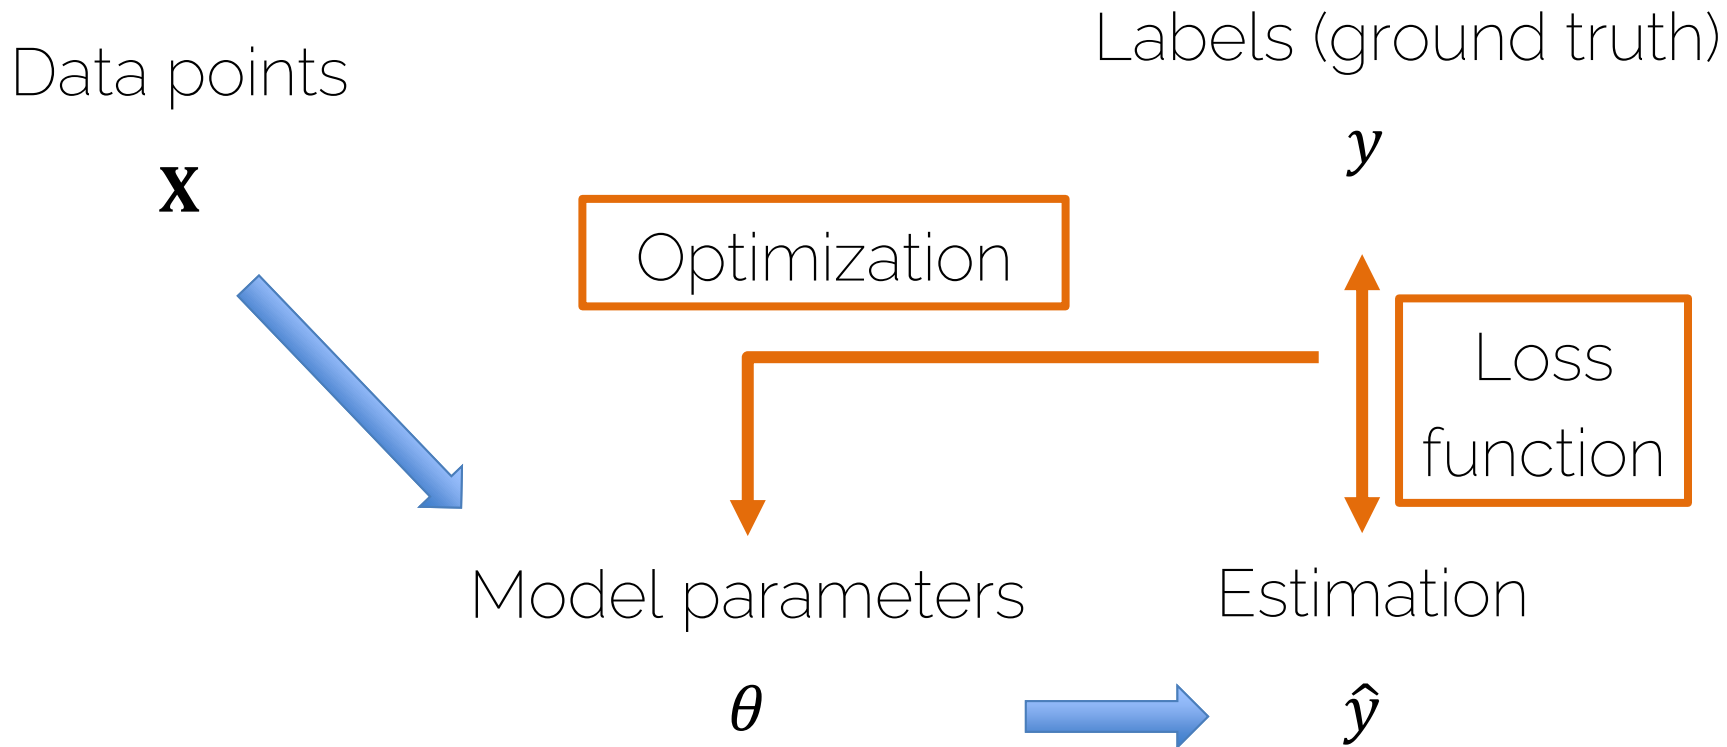 Data points
x
Labels (ground truth)
y
Optimization
Loss
function
Model parameters
θ
Estimation
ŷ